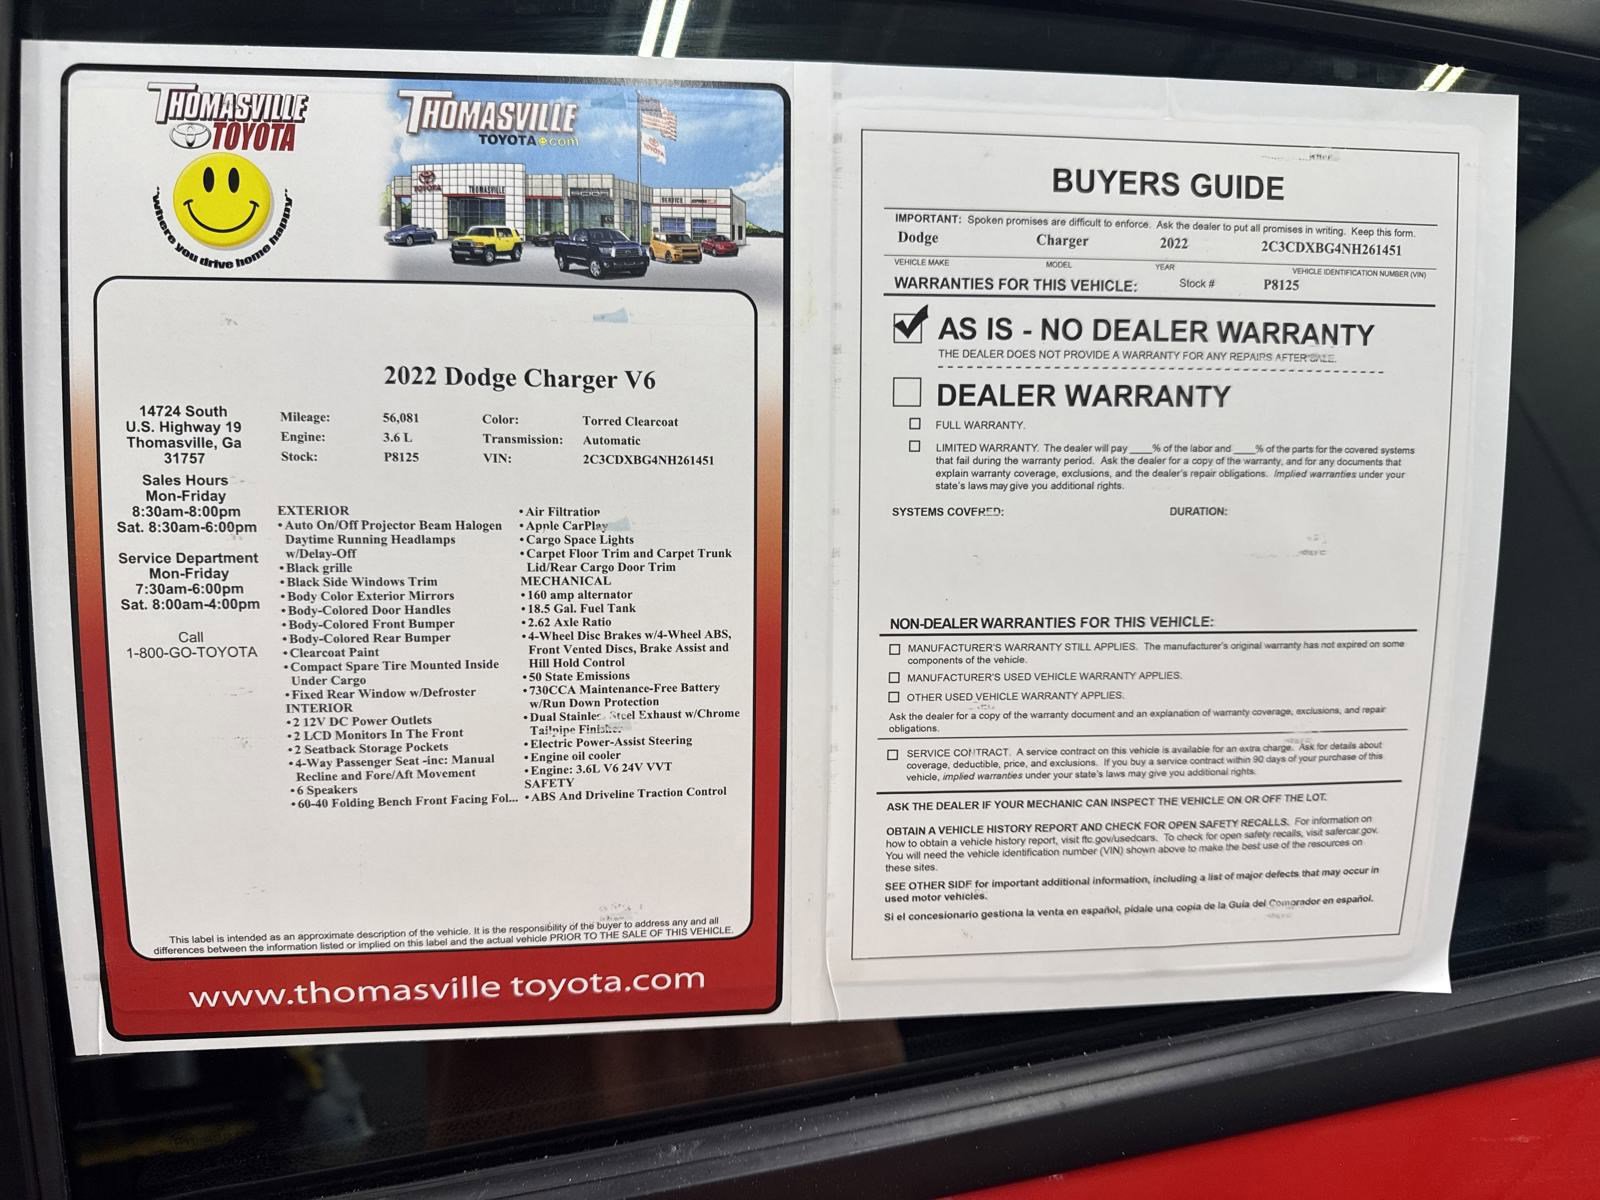 THOMASVILLE
TOYOTA
where you drive home happy
THOMASVILLE
TOYOTA.com
TOYOTA
THOMASVILLE
SERVICE
2022 Dodge Charger V6
14724 South
U.S. Highway 19
Thomasville, Ga
31757
Sales Hours
Mon-Friday
8:30am-8:00pm
Sat. 8:30am-6:00pm
Service Department
Mon-Friday
7:30am-6:00pm
Sat. 8:00am-4:00pm
Call
1-800-GO-TOYOTA
Mileage: 56,081 Color: Torred Clearcoat
Engine: 3.6 L Transmission: Automatic
Stock: P8125 VIN: 2C3CDXBG4NH261451
EXTERIOR
• Auto On/Off Projector Beam Halogen
Daytime Running Headlamps
w/Delay-Off
• Black grille
• Black Side Windows Trim
• Body Color Exterior Mirrors
• Body-Colored Door Handles
• Body-Colored Front Bumper
• Body-Colored Rear Bumper
• Clearcoat Paint
• Compact Spare Tire Mounted Inside
Under Cargo
• Fixed Rear Window w/Defroster
INTERIOR
• 2 12V DC Power Outlets
• 2 LCD Monitors In The Front
• 2 Seatback Storage Pockets
• 4-Way Passenger Seat -inc: Manual
Recline and Fore/Aft Movement
• 6 Speakers
• 60-40 Folding Bench Front Facing Fol...
• Air Filtration
• Apple CarPlay
• Cargo Space Lights
• Carpet Floor Trim and Carpet Trunk
Lid/Rear Cargo Door Trim
MECHANICAL
• 160 amp alternator
• 18.5 Gal. Fuel Tank
• 2.62 Axle Ratio
• 4-Wheel Disc Brakes w/4-Wheel ABS,
Front Vented Discs, Brake Assist and
Hill Hold Control
• 50 State Emissions
• 730CCA Maintenance-Free Battery
w/Run Down Protection
• Dual Stainless Steel Exhaust w/Chrome
Tailpipe Finisher
• Electric Power-Assist Steering
• Engine oil cooler
• Engine: 3.6L V6 24V VVT
SAFETY
• ABS And Driveline Traction Control
This label is intended as an approximate description of the vehicle. It is the responsibility of the buyer to address any and all
differences between the information listed or implied on this label and the actual vehicle PRIOR TO THE SALE OF THIS VEHICLE.
www.thomasville toyota.com
BUYERS GUIDE
IMPORTANT: Spoken promises are difficult to enforce. Ask the dealer to put all promises in writing. Keep this form.
Dodge Charger 2022 2C3CDXBG4NH261451
VEHICLE MAKE MODEL YEAR VEHICLE IDENTIFICATION NUMBER (VIN)
WARRANTIES FOR THIS VEHICLE: Stock # P8125
AS IS - NO DEALER WARRANTY
THE DEALER DOES NOT PROVIDE A WARRANTY FOR ANY REPAIRS AFTER SALE.
DEALER WARRANTY
FULL WARRANTY.
LIMITED WARRANTY. The dealer will pay ____% of the labor and ____% of the parts for the covered systems
that fail during the warranty period. Ask the dealer for a copy of the warranty, and for any documents that
explain warranty coverage, exclusions, and the dealer's repair obligations. Implied warranties under your
state's laws may give you additional rights.
SYSTEMS COVERED: DURATION:
NON-DEALER WARRANTIES FOR THIS VEHICLE:
MANUFACTURER'S WARRANTY STILL APPLIES. The manufacturer's original warranty has not expired on some
components of the vehicle.
MANUFACTURER'S USED VEHICLE WARRANTY APPLIES.
OTHER USED VEHICLE WARRANTY APPLIES.
Ask the dealer for a copy of the warranty document and an explanation of warranty coverage, exclusions, and repair
obligations.
SERVICE CONTRACT. A service contract on this vehicle is available for an extra charge. Ask for details about
coverage, deductible, price, and exclusions. If you buy a service contract within 90 days of your purchase of this
vehicle, implied warranties under your state's laws may give you additional rights.
ASK THE DEALER IF YOUR MECHANIC CAN INSPECT THE VEHICLE ON OR OFF THE LOT.
OBTAIN A VEHICLE HISTORY REPORT AND CHECK FOR OPEN SAFETY RECALLS. For information on
how to obtain a vehicle history report, visit ftc.gov/usedcars. To check for open safety recalls, visit safercar.gov.
You will need the vehicle identification number (VIN) shown above to make the best use of the resources on
these sites.
SEE OTHER SIDE for important additional information, including a list of major defects that may occur in
used motor vehicles.
Si el concesionario gestiona la venta en español, pídale una copia de la Guía del Comprador en español.